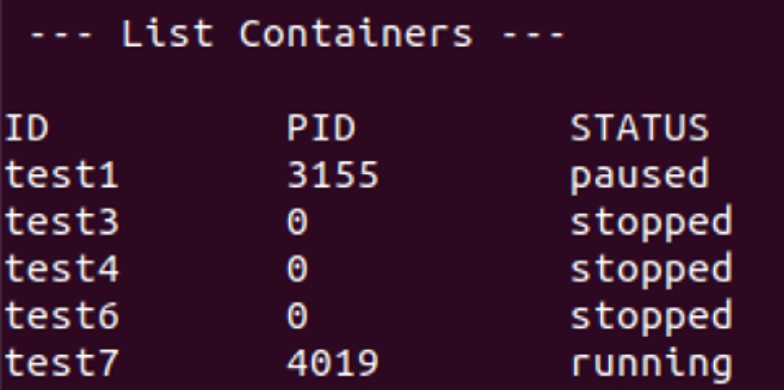 --- List Containers ---
ID PID STATUS
test1 3155 paused
test3 0 stopped
test4 0 stopped
test6 0 stopped
test7 4019 running